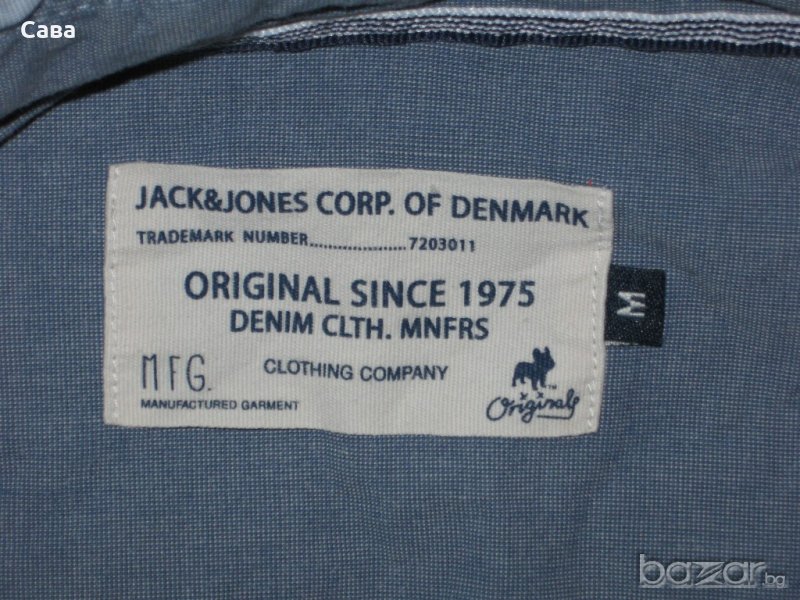 Сава
JACK&JONES CORP. OF DENMARK
TRADEMARK NUMBER....................7203011
ORIGINAL SINCE 1975
DENIM CLTH. MNFRS
MFG.
CLOTHING COMPANY
MANUFACTURED GARMENT
TM
Originals
M
bazar.bg